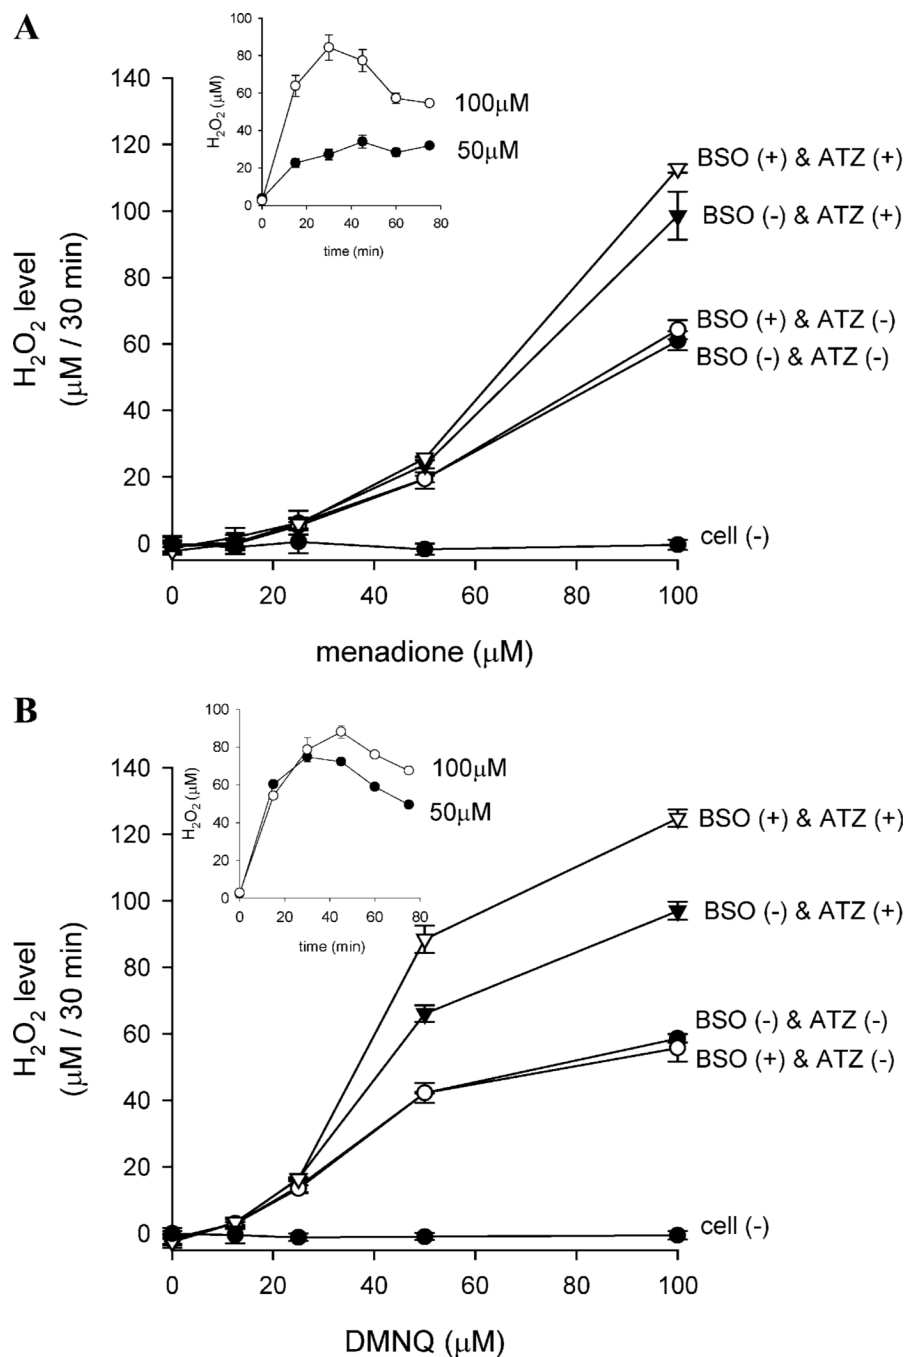 A
100
80
60
40
20
0
H₂O₂ (μM)
0 20 40 60 80
time (min)
100μM
50μM
140
120
100
80
60
40
20
0
H₂O₂ level
(μM / 30 min)
BSO (+) & ATZ (+)
BSO (-) & ATZ (+)
BSO (+) & ATZ (-)
BSO (-) & ATZ (-)
cell (-)
0 20 40 60 80 100
menadione (μM)
B
100
80
60
40
20
0
H₂O₂ (μM)
0 20 40 60 80
time (min)
100μM
50μM
140
120
100
80
60
40
20
0
H₂O₂ level
(μM / 30 min)
BSO (+) & ATZ (+)
BSO (-) & ATZ (+)
BSO (-) & ATZ (-)
BSO (+) & ATZ (-)
cell (-)
0 20 40 60 80 100
DMNQ (μM)